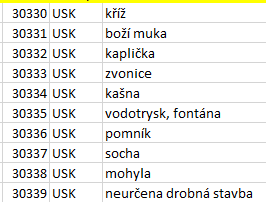 30330 USK kříž
30331 USK boží muka
30332 USK kaplička
30333 USK zvonice
30334 USK kašna
30335 USK vodotrysk, fontána
30336 USK pomník
30337 USK socha
30338 USK mohyla
30339 USK neurčena drobná stavba